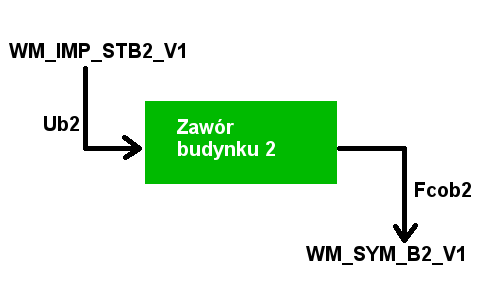 WM_IMP_STB2_V1
Ub2
Zawór
budynku 2
Fcob2
WM_SYM_B2_V1